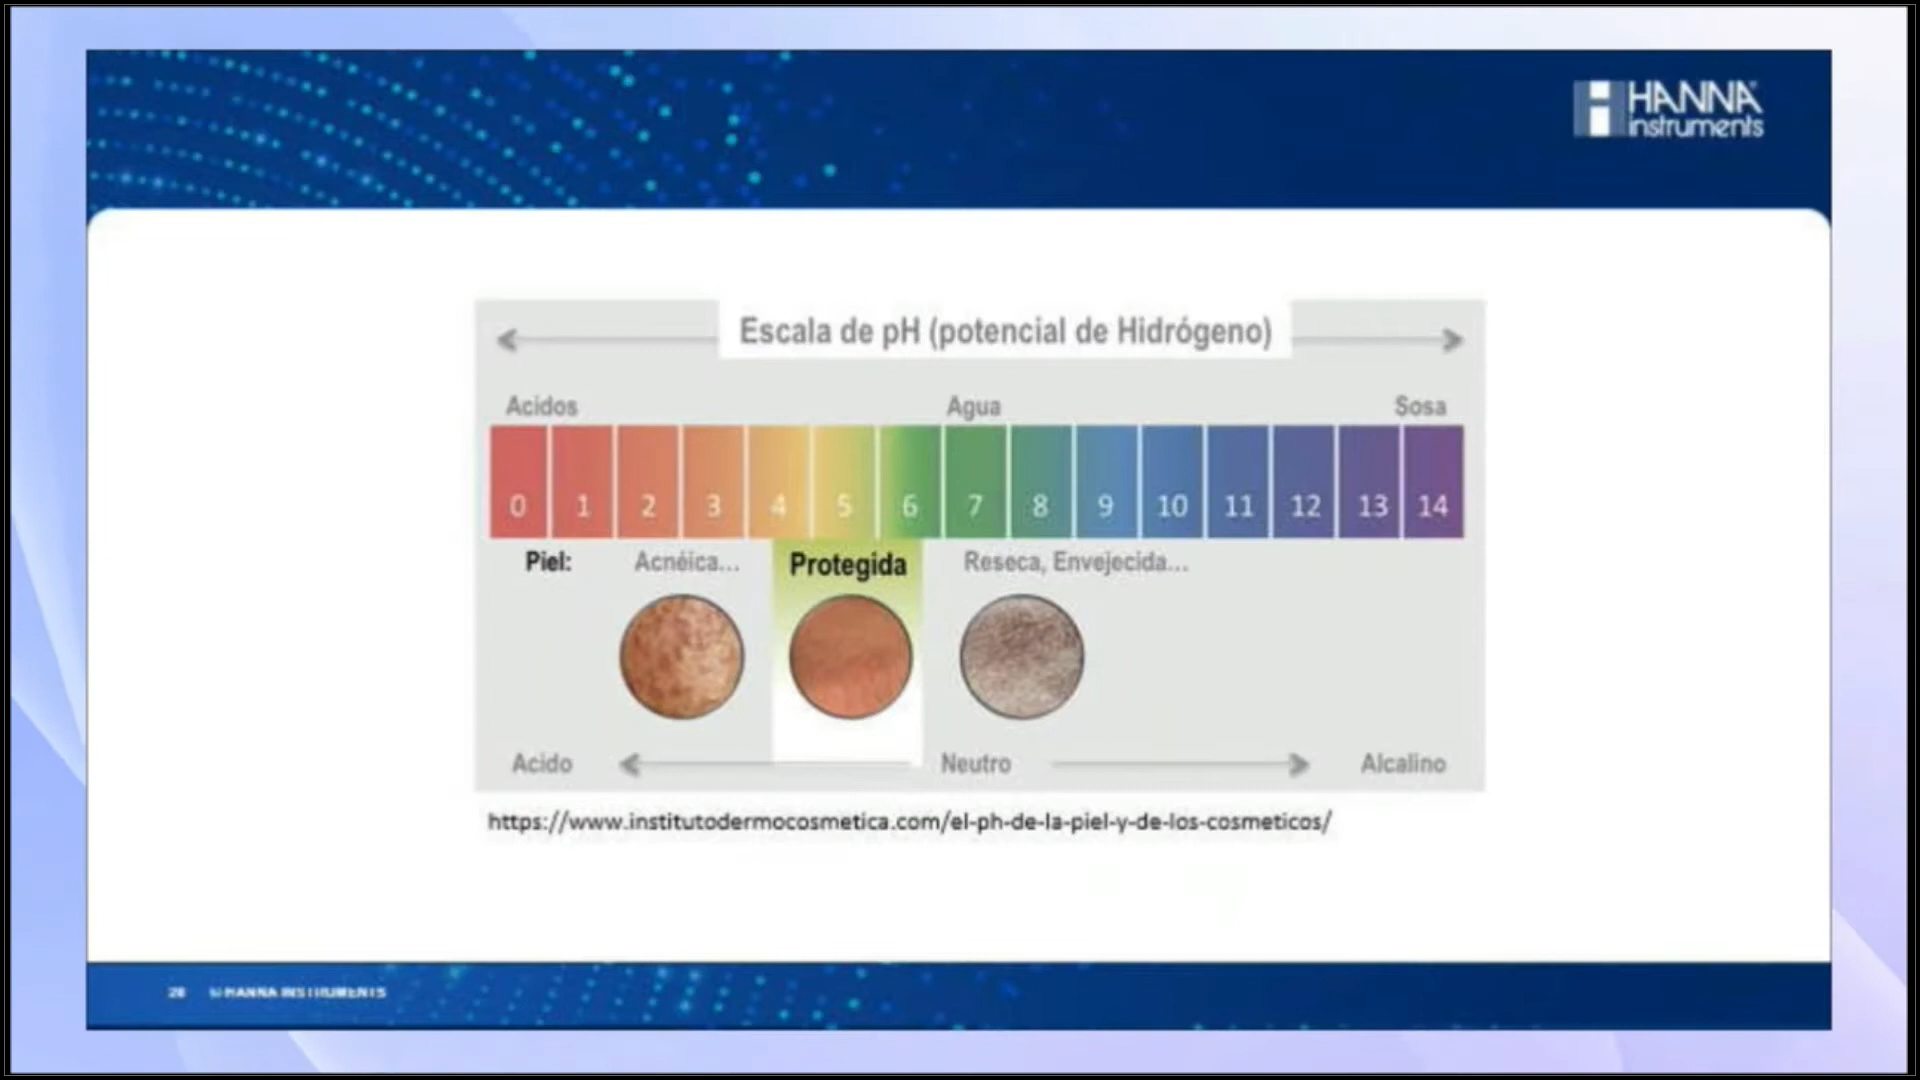 HANNA
instruments
Escala de pH (potencial de Hidrógeno)
Acidos Agua Sosa
0 1 2 3 4 5 6 7 8 9 10 11 12 13 14
Piel: Acnéica... Protegida Reseca, Envejecida...
Acido Neutro Alcalino
https://www.institutodermocosmetica.com/el-ph-de-la-piel-y-de-los-cosmeticos/
HANNA INSTRUMENTS